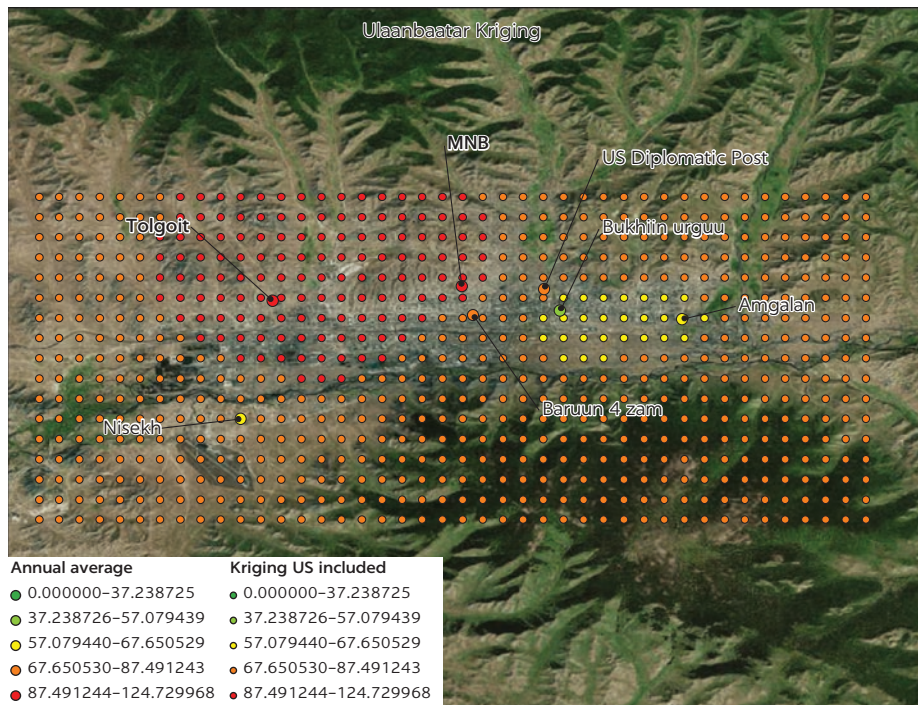 Ulaanbaatar Kriging
MNB
US Diplomatic Post
Tolgoit
Bukhiin urguu
Amgalan
Baruun 4 zam
Nisekh
Annual average
0.000000–37.238725
37.238726–57.079439
57.079440–67.650529
67.650530–87.491243
87.491244–124.729968
Kriging US included
0.000000–37.238725
37.238726–57.079439
57.079440–67.650529
67.650530–87.491243
87.491244–124.729968